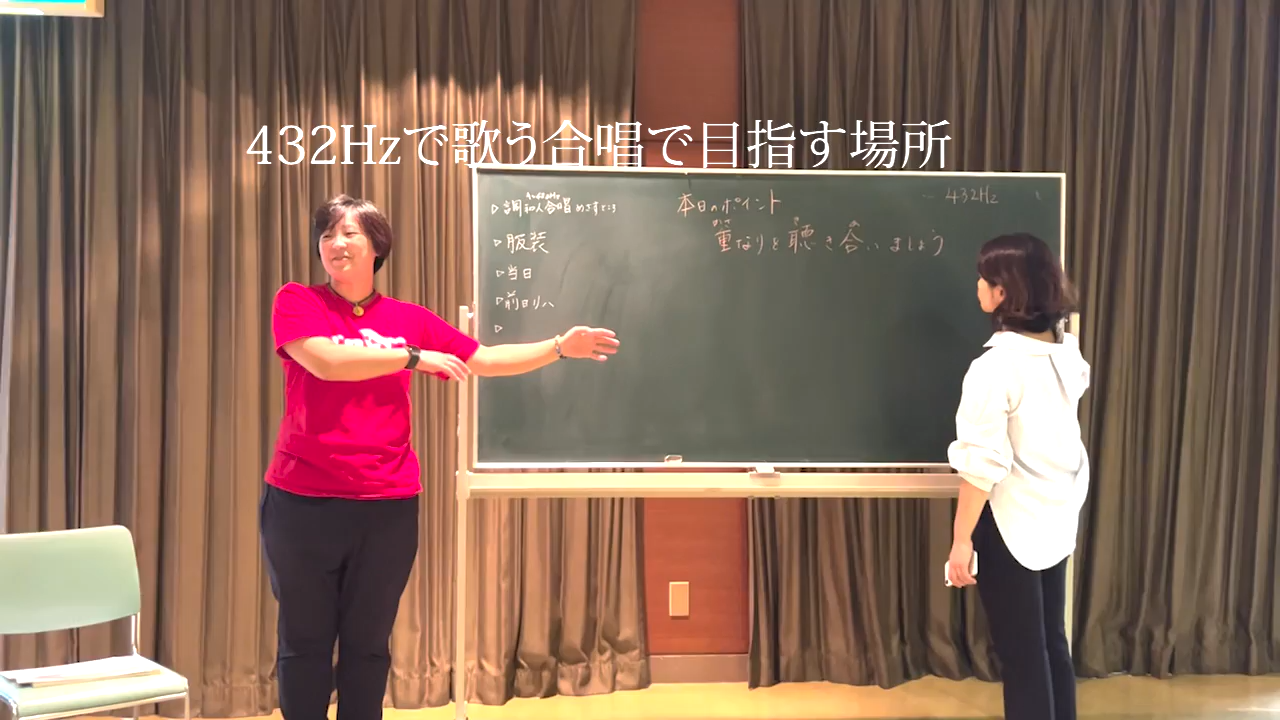 432Hzで歌う合唱で目指す場所
▷調和人合唱 めざすところ
▷服装
▷当日
▷前日リハ
▷
本日のポイント
重なりを聴き合いましょう
432Hz